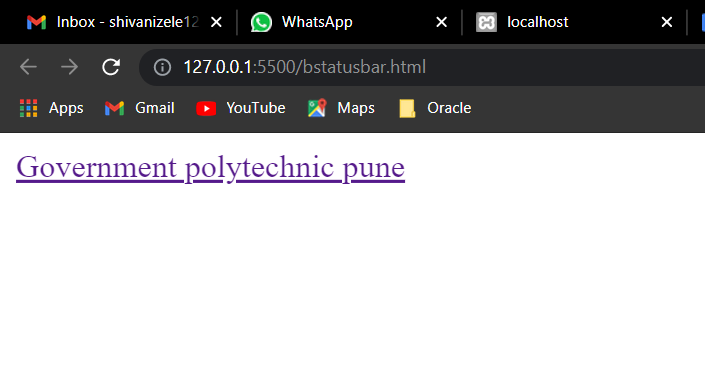 Inbox - shivanizele12
WhatsApp
localhost
127.0.0.1:5500/bstatusbar.html
Apps
Gmail
YouTube
Maps
Oracle
Government polytechnic pune